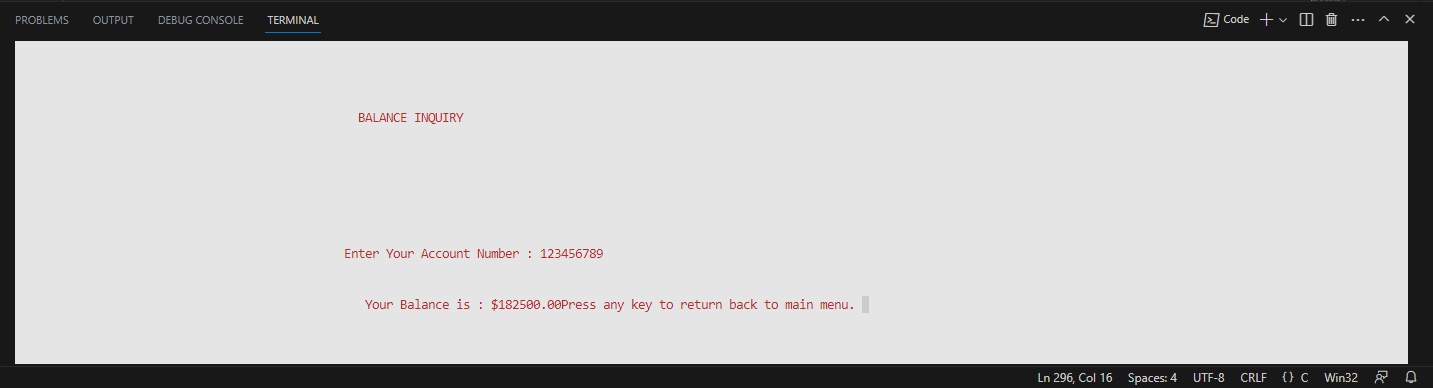 PROBLEMS OUTPUT DEBUG CONSOLE TERMINAL Code
BALANCE INQUIRY
Enter Your Account Number : 123456789
Your Balance is : $182500.00Press any key to return back to main menu.
Ln 296, Col 16 Spaces: 4 UTF-8 CRLF {} C Win32